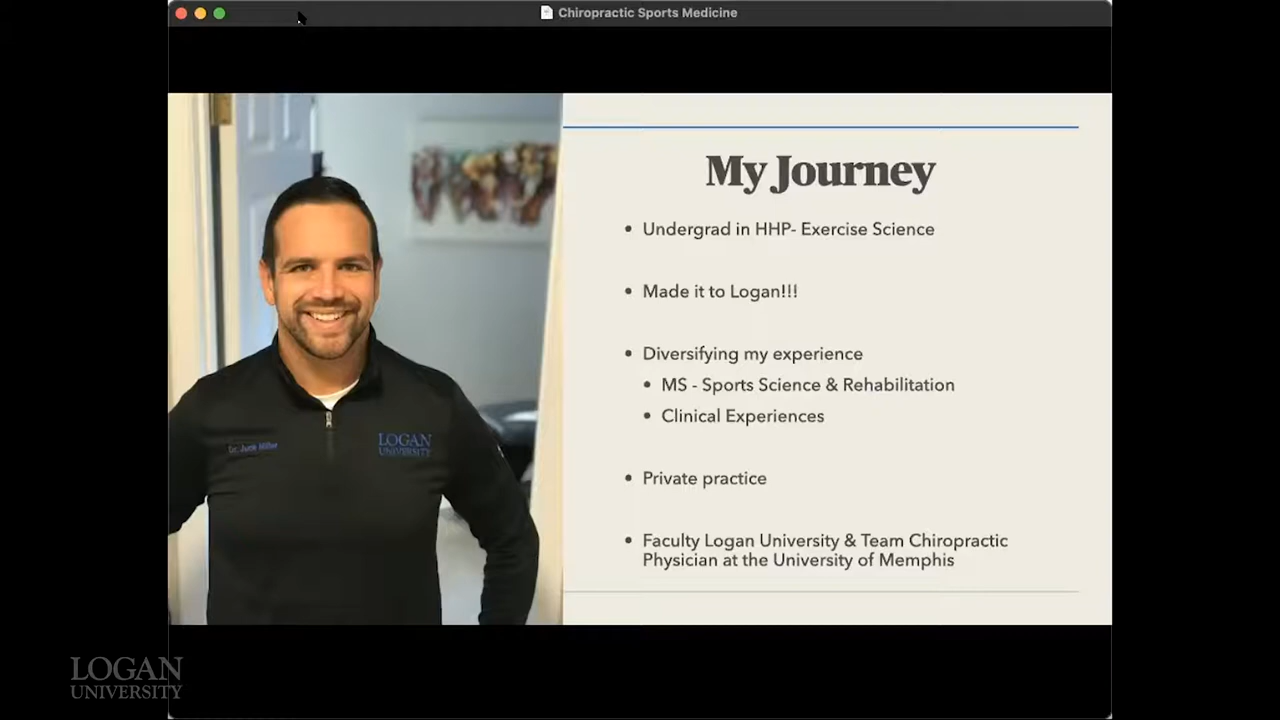 Chiropractic Sports Medicine
My Journey
• Undergrad in HHP- Exercise Science
• Made it to Logan!!!
• Diversifying my experience
• MS - Sports Science & Rehabilitation
• Clinical Experiences
• Private practice
• Faculty Logan University & Team Chiropractic
Physician at the University of Memphis
Dr.
LOGAN
UNIVERSITY
LOGAN
UNIVERSITY